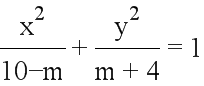 x²/(10−m) + y²/(m + 4) = 1